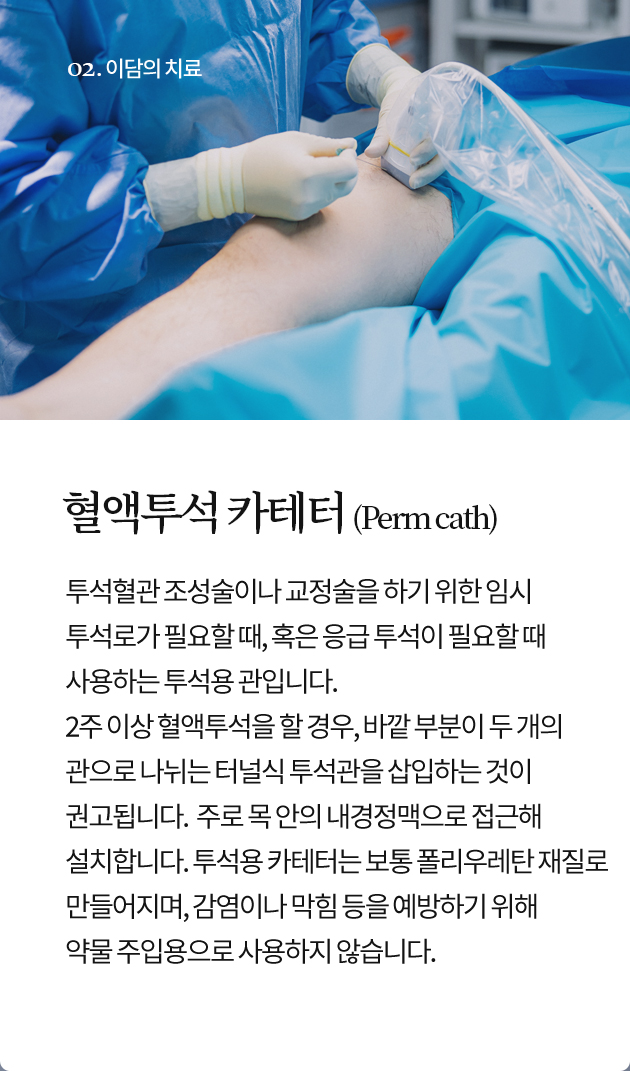 02. 이담의 치료
혈액투석 카테터 (Perm cath)
투석혈관 조성술이나 교정술을 하기 위한 임시
투석로가 필요할 때, 혹은 응급 투석이 필요할 때
사용하는 투석용 관입니다.
2주 이상 혈액투석을 할 경우, 바깥 부분이 두 개의
관으로 나뉘는 터널식 투석관을 삽입하는 것이
권고됩니다. 주로 목 안의 내경정맥으로 접근해
설치합니다. 투석용 카테터는 보통 폴리우레탄 재질로
만들어지며, 감염이나 막힘 등을 예방하기 위해
약물 주입용으로 사용하지 않습니다.